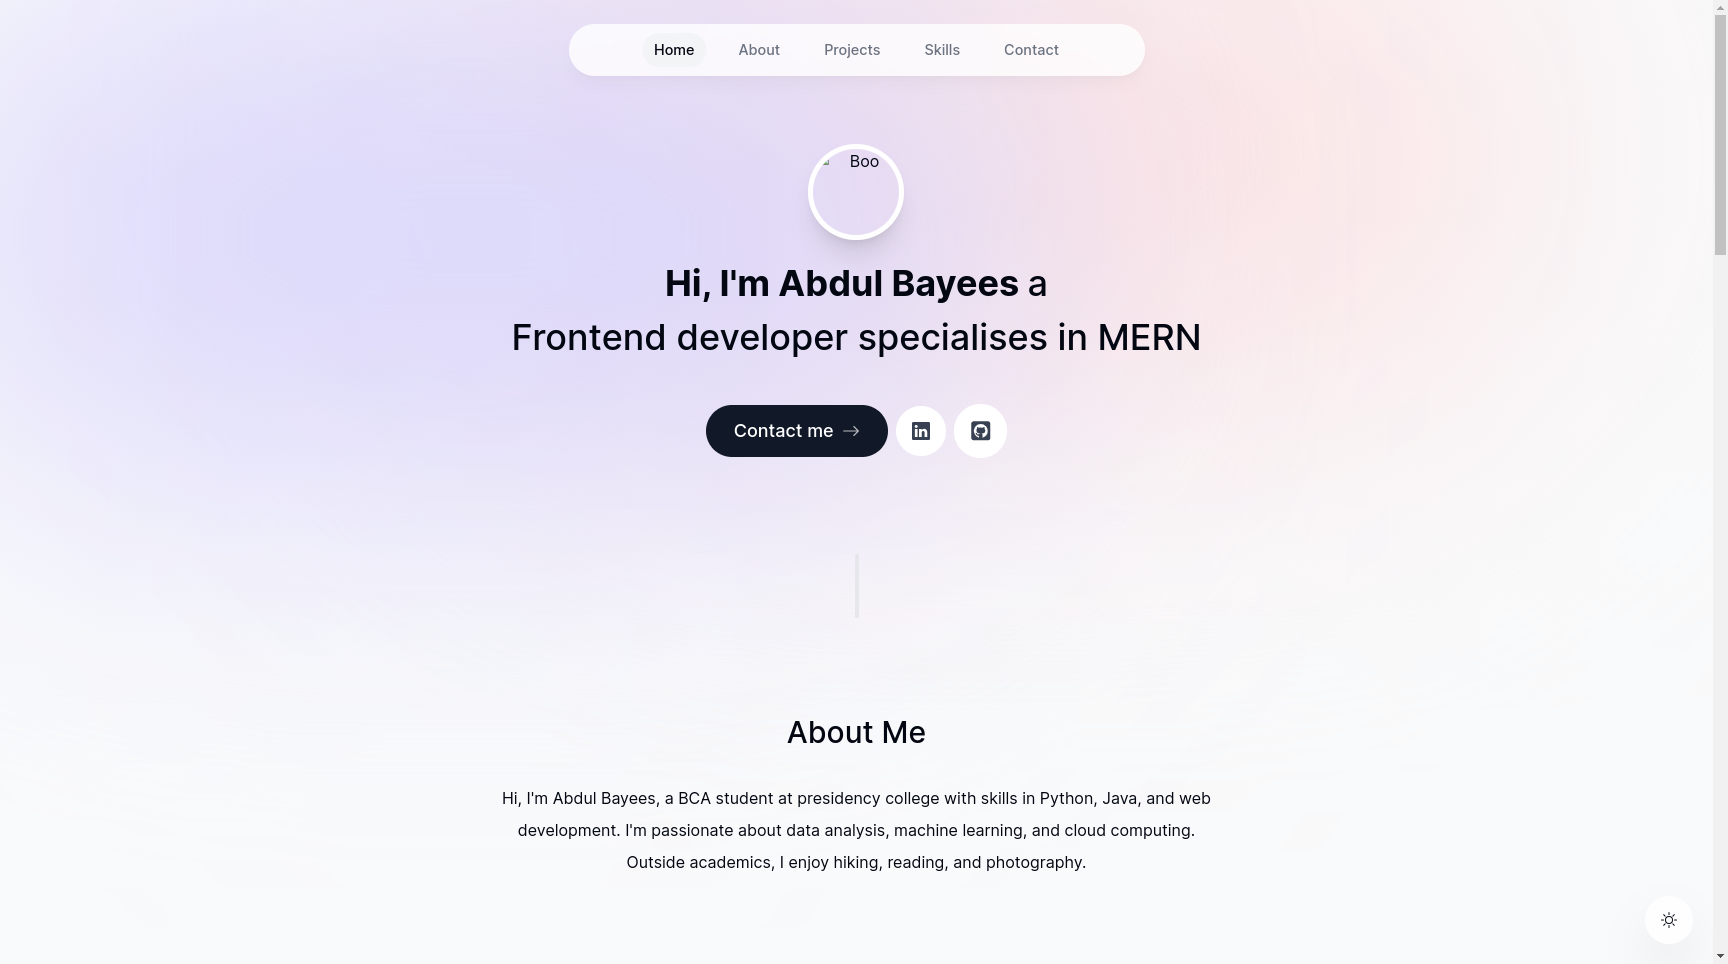 Home About Projects Skills Contact
Boo
Hi, I'm Abdul Bayees a
Frontend developer specialises in MERN
Contact me
About Me
Hi, I'm Abdul Bayees, a BCA student at presidency college with skills in Python, Java, and web
development. I'm passionate about data analysis, machine learning, and cloud computing.
Outside academics, I enjoy hiking, reading, and photography.